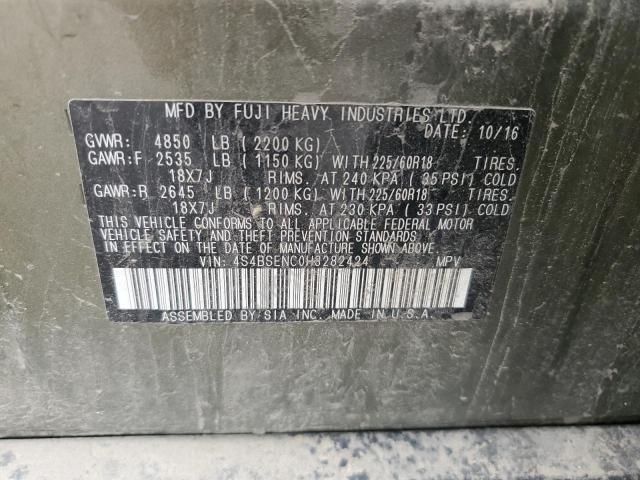 MFD BY FUJI HEAVY INDUSTRIES LTD.
DATE: 10/16
GVWR: 4850 LB (2200 KG)
GAWR:F 2535 LB (1150 KG) WITH 225/60R18 TIRES.
18X7J RIMS. AT 240 KPA (35 PSI) COLD
GAWR:R 2645 LB (1200 KG) WITH 225/60R18 TIRES.
18X7J RIMS. AT 230 KPA (33 PSI) COLD
THIS VEHICLE CONFORMS TO ALL APPLICABLE FEDERAL MOTOR
VEHICLE SAFETY AND THEFT PREVENTION STANDARDS
IN EFFECT ON THE DATE OF MANUFACTURE SHOWN ABOVE.
VIN: 4S4BSENC0H3282424 MPV
ASSEMBLED BY SIA INC. MADE IN U.S.A.